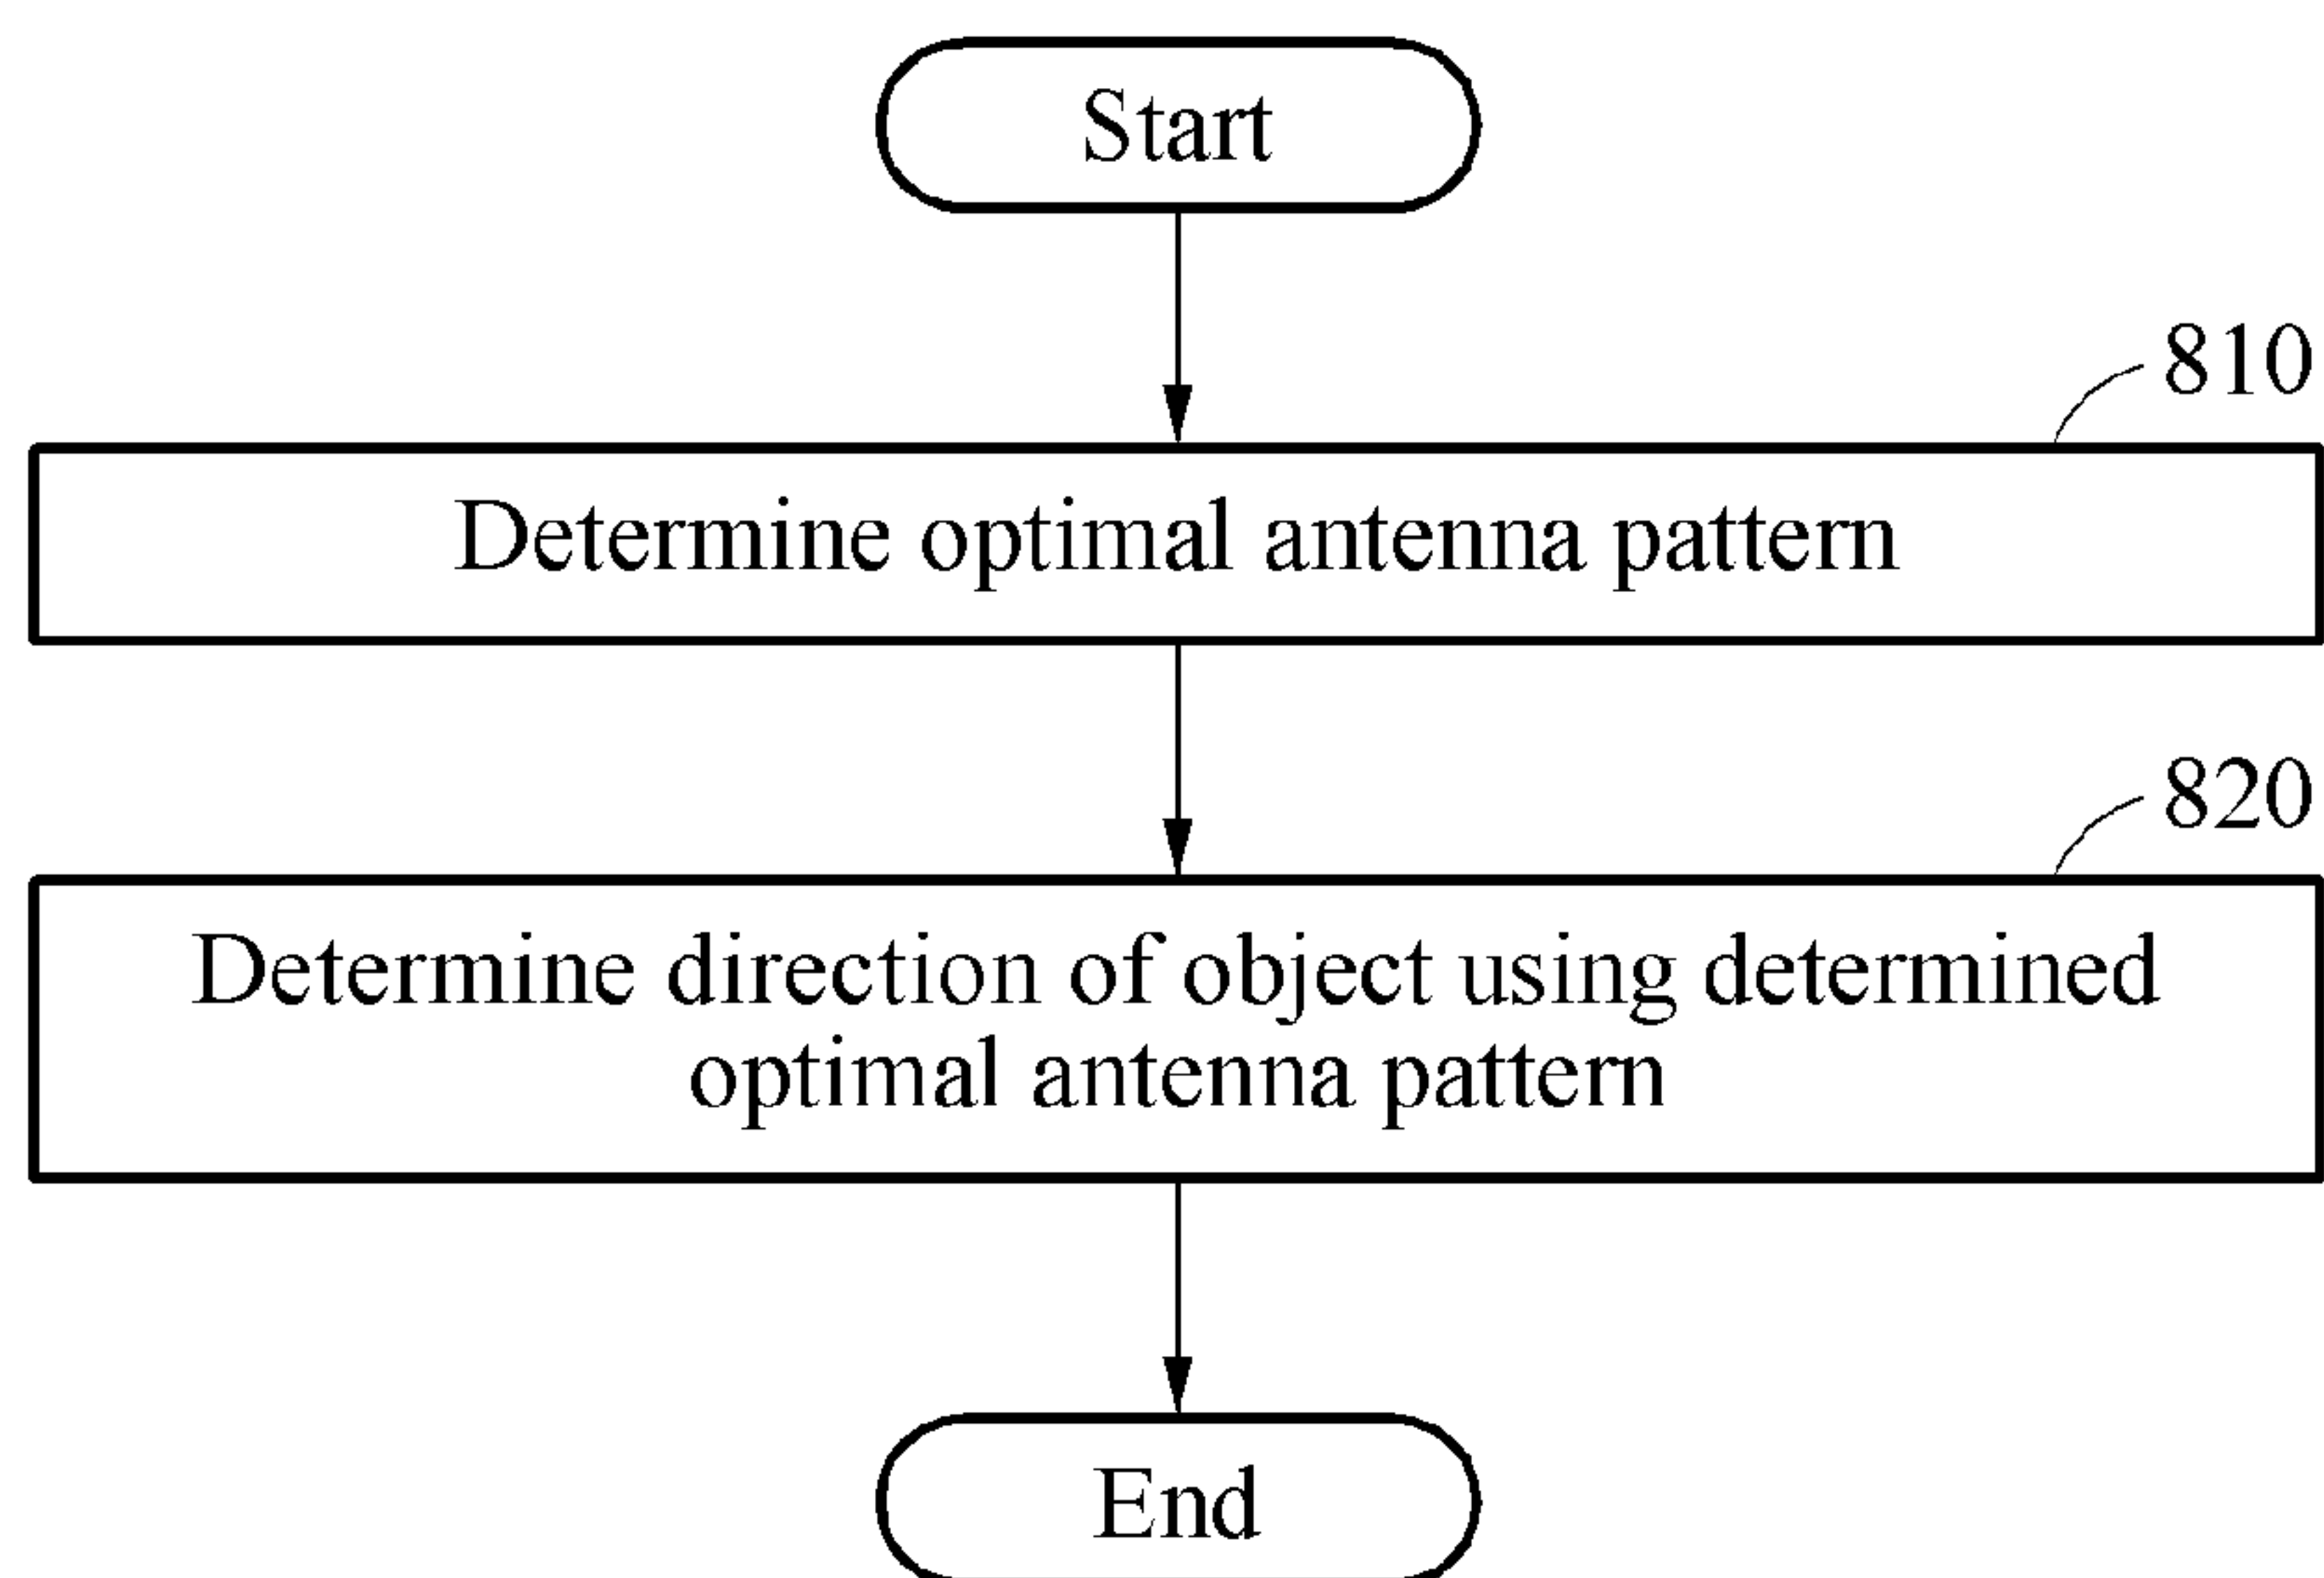 Start
810
Determine optimal antenna pattern
820
Determine direction of object using determined
optimal antenna pattern
End